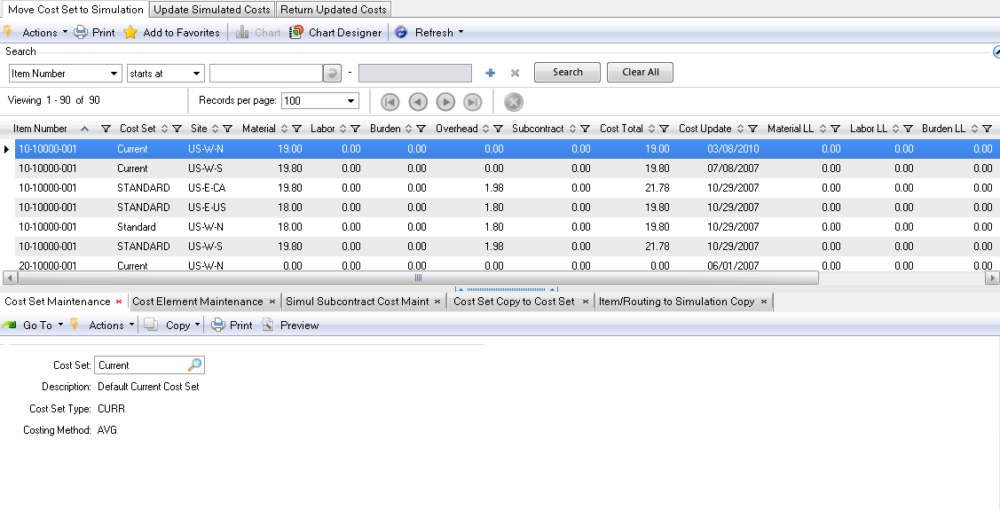 Move Cost Set to Simulation Update Simulated Costs Return Updated Costs
Actions Print Add to Favorites Chart Chart Designer Refresh
Search
Item Number starts at - Search Clear All
Viewing 1 - 90 of 90 Records per page: 100
Item Number Cost Set Site Material Labor Burden Overhead Subcontract Cost Total Cost Update Material LL Labor LL Burden LL
10-10000-001 Current US-W-N 19.00 0.00 0.00 0.00 0.00 19.00 03/08/2010 0.00 0.00 0.00
10-10000-001 Current US-W-S 19.80 0.00 0.00 0.00 0.00 19.80 07/08/2007 0.00 0.00 0.00
10-10000-001 STANDARD US-E-CA 19.80 0.00 0.00 1.98 0.00 21.78 10/29/2007 0.00 0.00 0.00
10-10000-001 STANDARD US-E-US 18.00 0.00 0.00 1.80 0.00 19.80 10/29/2007 0.00 0.00 0.00
10-10000-001 Standard US-W-N 18.00 0.00 0.00 1.80 0.00 19.80 10/29/2007 0.00 0.00 0.00
10-10000-001 STANDARD US-W-S 19.80 0.00 0.00 1.98 0.00 21.78 10/29/2007 0.00 0.00 0.00
20-10000-001 Current US-W-N 0.00 0.00 0.00 0.00 0.00 0.00 06/01/2007 0.00 0.00 0.00
Cost Set Maintenance Cost Element Maintenance Simul Subcontract Cost Maint Cost Set Copy to Cost Set Item/Routing to Simulation Copy
Go To Actions Copy Print Preview
Cost Set: Current
Description: Default Current Cost Set
Cost Set Type: CURR
Costing Method: AVG